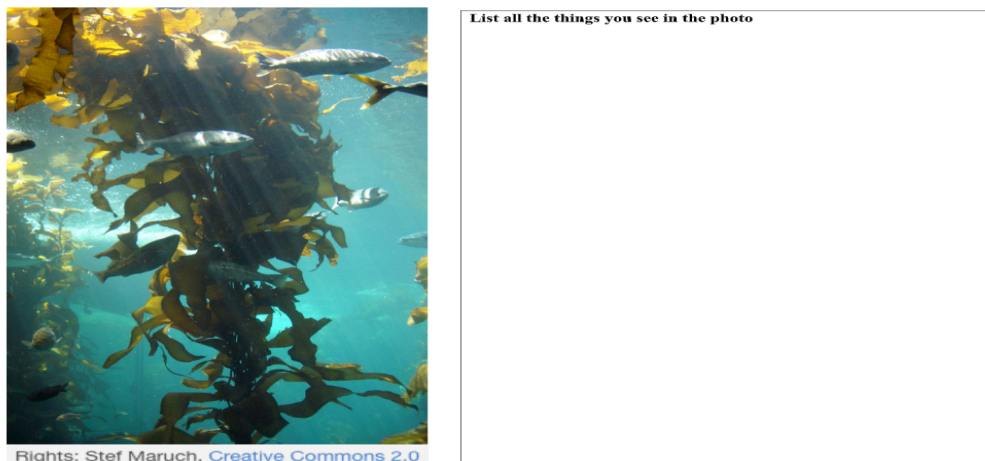 List all the things you see in the photo
Rights: Stef Maruch, Creative Commons 2.0